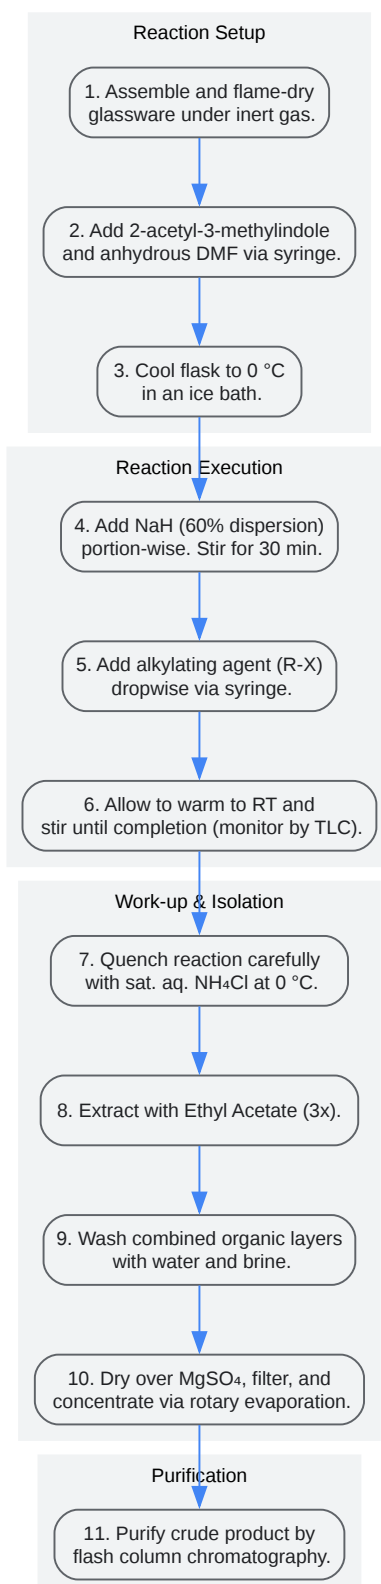 Reaction Setup
1. Assemble and flame-dry
glassware under inert gas.
2. Add 2-acetyl-3-methylindole
and anhydrous DMF via syringe.
3. Cool flask to 0 °C
in an ice bath.
Reaction Execution
4. Add NaH (60% dispersion)
portion-wise. Stir for 30 min.
5. Add alkylating agent (R-X)
dropwise via syringe.
6. Allow to warm to RT and
stir until completion (monitor by TLC).
Work-up & Isolation
7. Quench reaction carefully
with sat. aq. NH₄Cl at 0 °C.
8. Extract with Ethyl Acetate (3x).
9. Wash combined organic layers
with water and brine.
10. Dry over MgSO₄, filter, and
concentrate via rotary evaporation.
Purification
11. Purify crude product by
flash column chromatography.